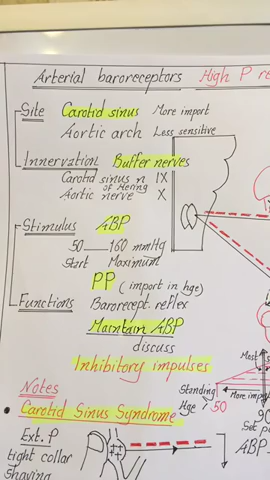 Arterial baroreceptors High P re
Site Carotid sinus More import
Aortic arch Less sensitive
Innervation Buffer nerves
Carotid sinus n IX
of Hering
Aortic nerve X
Stimulus ABP
50 160 mmHg
Start Maximum
PP (import in hge)
Functions Barorecept. reflex
Maintain ABP
discuss
Inhibitory impulses
Notes
Most s
More impo
Standing
Hge 50
90
Set po
Carotid Sinus Syndrome
Ext. P
tight collar
Shaving
ABP